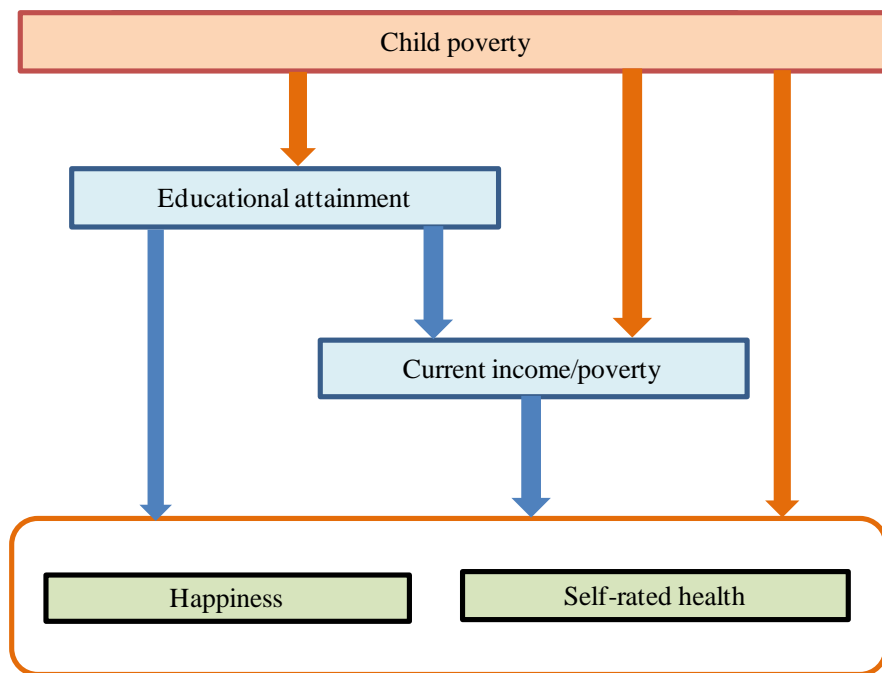 Child poverty
Educational attainment
Current income/poverty
Happiness
Self-rated health